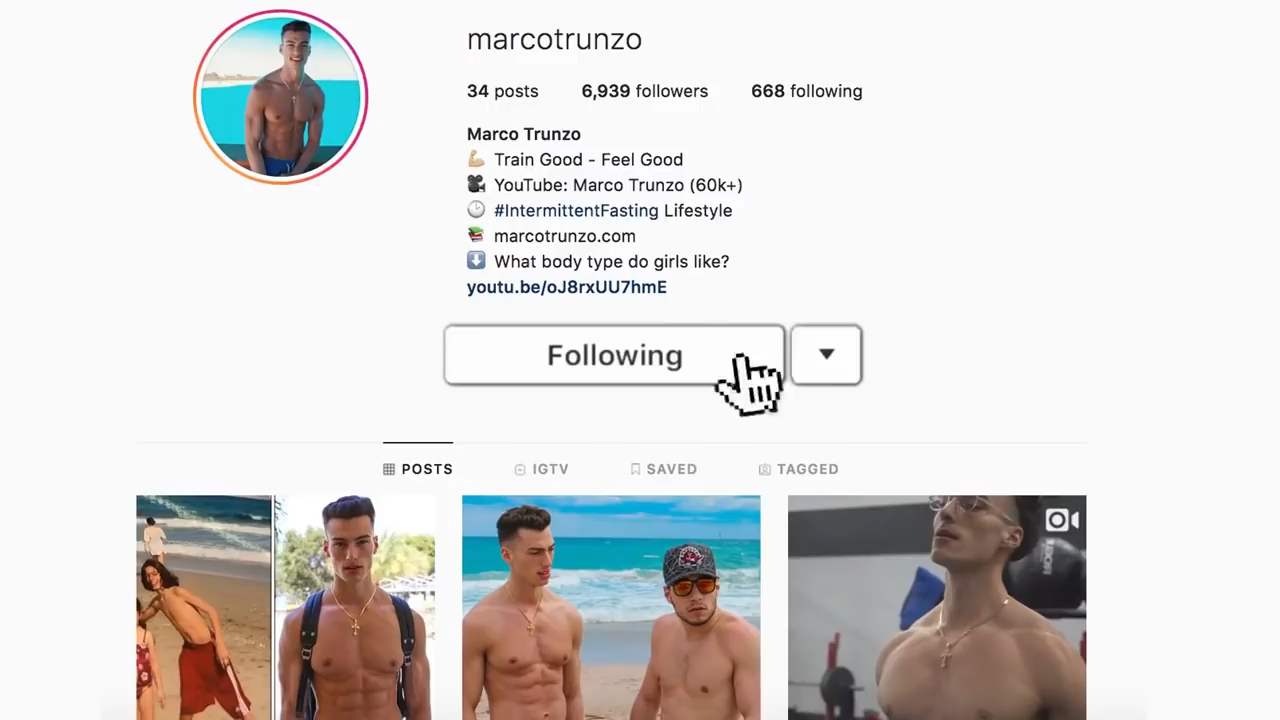 marcotrunzo
34 posts 6,939 followers 668 following
Marco Trunzo
💪🏼 Train Good - Feel Good
🎥 YouTube: Marco Trunzo (60k+)
🕒 #IntermittentFasting Lifestyle
📚 marcotrunzo.com
⬇️ What body type do girls like?
youtu.be/oJ8rxUU7hmE
Following
POSTS IGTV SAVED TAGGED